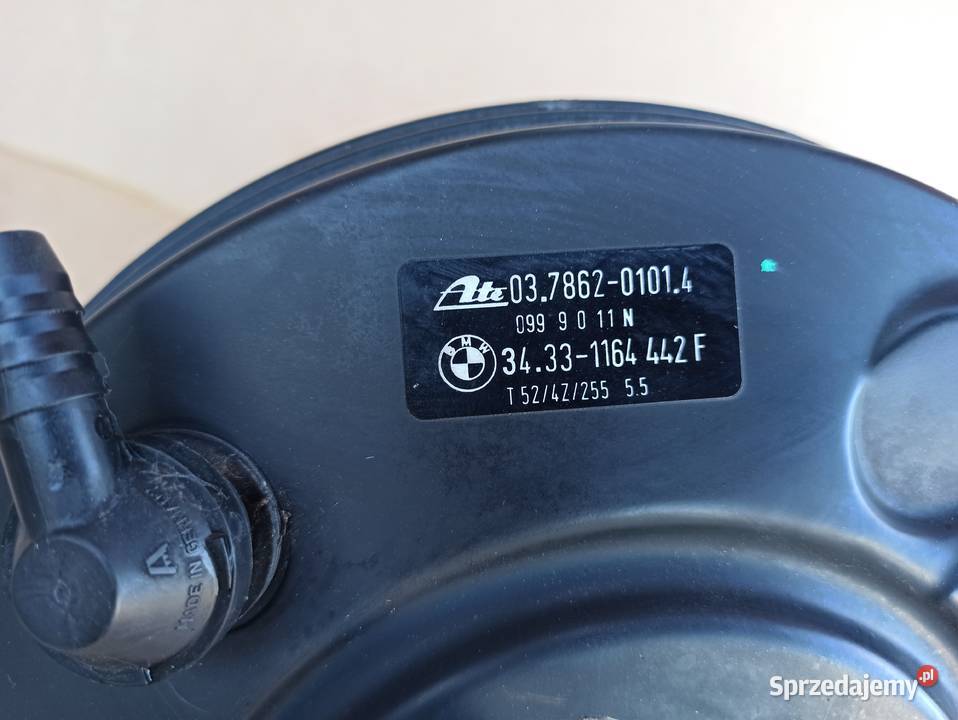 Ate 03.7862-0101.4
099 9 0 11 N
BMW 34.33-1164 442 F
T 52/4Z/255 5.5
MADE IN GERMANY
A
Sprzedajemy.pl